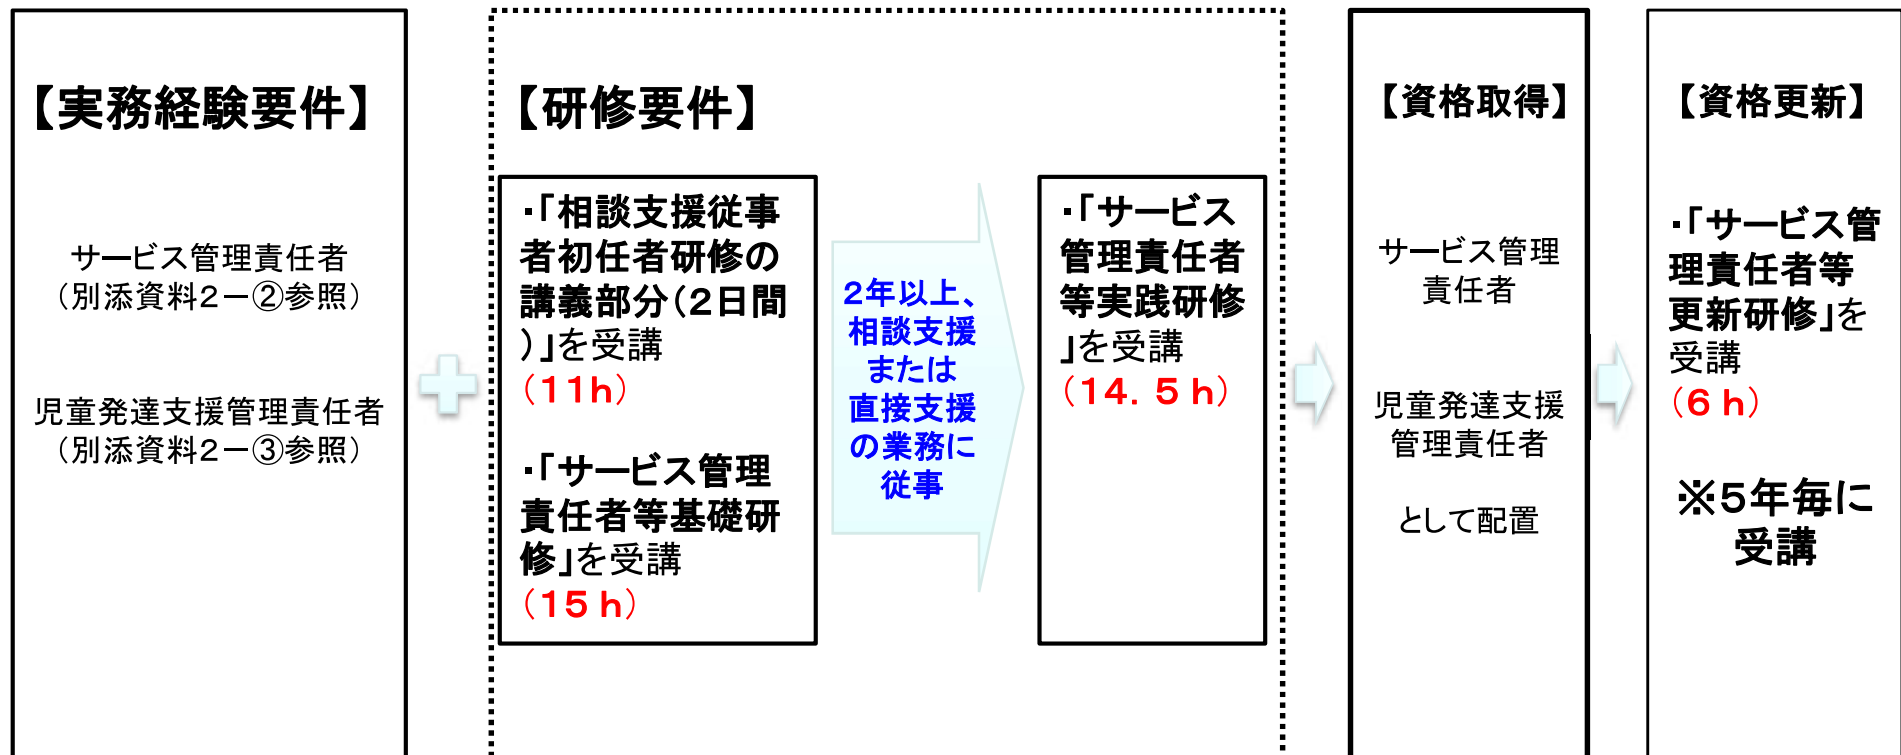 【実務経験要件】
サービス管理責任者
（別添資料２－②参照）
児童発達支援管理責任者
（別添資料２－③参照）
【研修要件】
・「相談支援従事
者初任者研修の
講義部分（２日間
）」を受講
（１１ｈ）
・「サービス管理
責任者等基礎研
修」を受講
（１５ｈ）
２年以上、
相談支援
または
直接支援
の業務に
従事
・「サービス
管理責任者
等実践研修
」を受講
（１４．５ｈ）
【資格取得】
サービス管理
責任者
児童発達支援
管理責任者
として配置
【資格更新】
・「サービス管
理責任者等
更新研修」を
受講
（６ｈ）
※５年毎に
受講